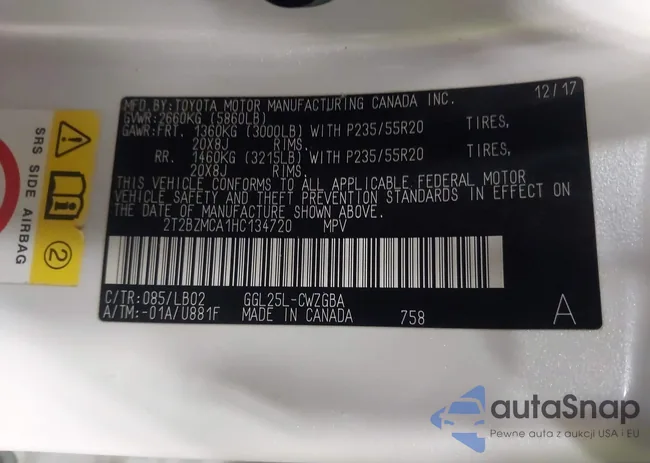 MFD. BY: TOYOTA MOTOR MANUFACTURING CANADA INC. 12/17
GVWR: 2660KG (5860LB)
GAWR: FRT. 1360KG (3000LB) WITH P235/55R20 TIRES,
20X8J RIMS.
RR. 1460KG (3215LB) WITH P235/55R20 TIRES,
20X8J RIMS.
THIS VEHICLE CONFORMS TO ALL APPLICABLE FEDERAL MOTOR
VEHICLE SAFETY AND THEFT PREVENTION STANDARDS IN EFFECT ON
THE DATE OF MANUFACTURE SHOWN ABOVE.
2T2BZMCA1HC134720 MPV
C/TR: 085/LB02 GGL25L-CWZGBA
A/TM: -01A/U881F MADE IN CANADA 758 A
SRS SIDE AIRBAG
2
autaSnap
Pewne auta z aukcji USA i EU